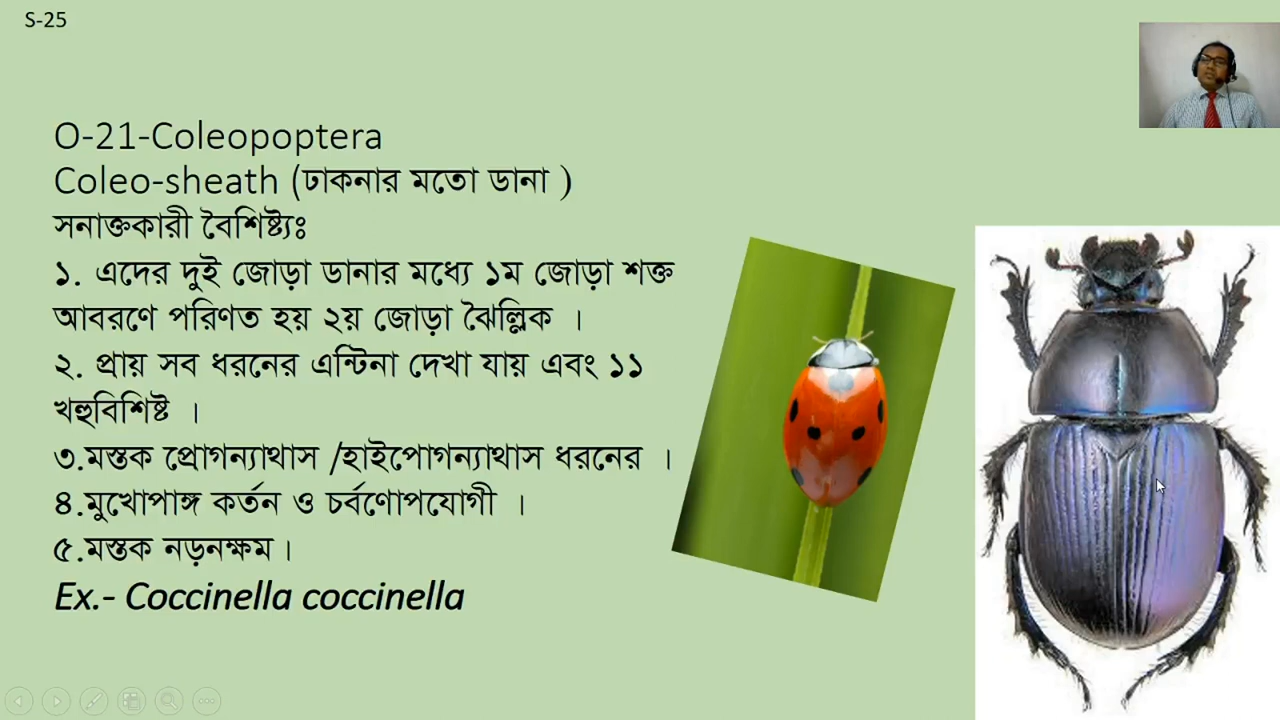 S-25
O-21-Coleopoptera
Coleo-sheath (ঢাকনার মতো ডানা )
সনাক্তকারী বৈশিষ্ট্যঃ
১. এদের দুই জোড়া ডানার মধ্যে ১ম জোড়া শক্ত
আবরণে পরিণত হয় ২য় জোড়া ঝৈল্লিক ।
২. প্রায় সব ধরনের এন্টিনা দেখা যায় এবং ১১
খন্ডবিশিষ্ট ।
৩.মস্তক প্রোগন্যাথাস /হাইপোগন্যাথাস ধরনের ।
৪.মুখোপাঙ্গ কর্তন ও চর্বণোপযোগী ।
৫.মস্তক নড়নক্ষম।
Ex.- Coccinella coccinella